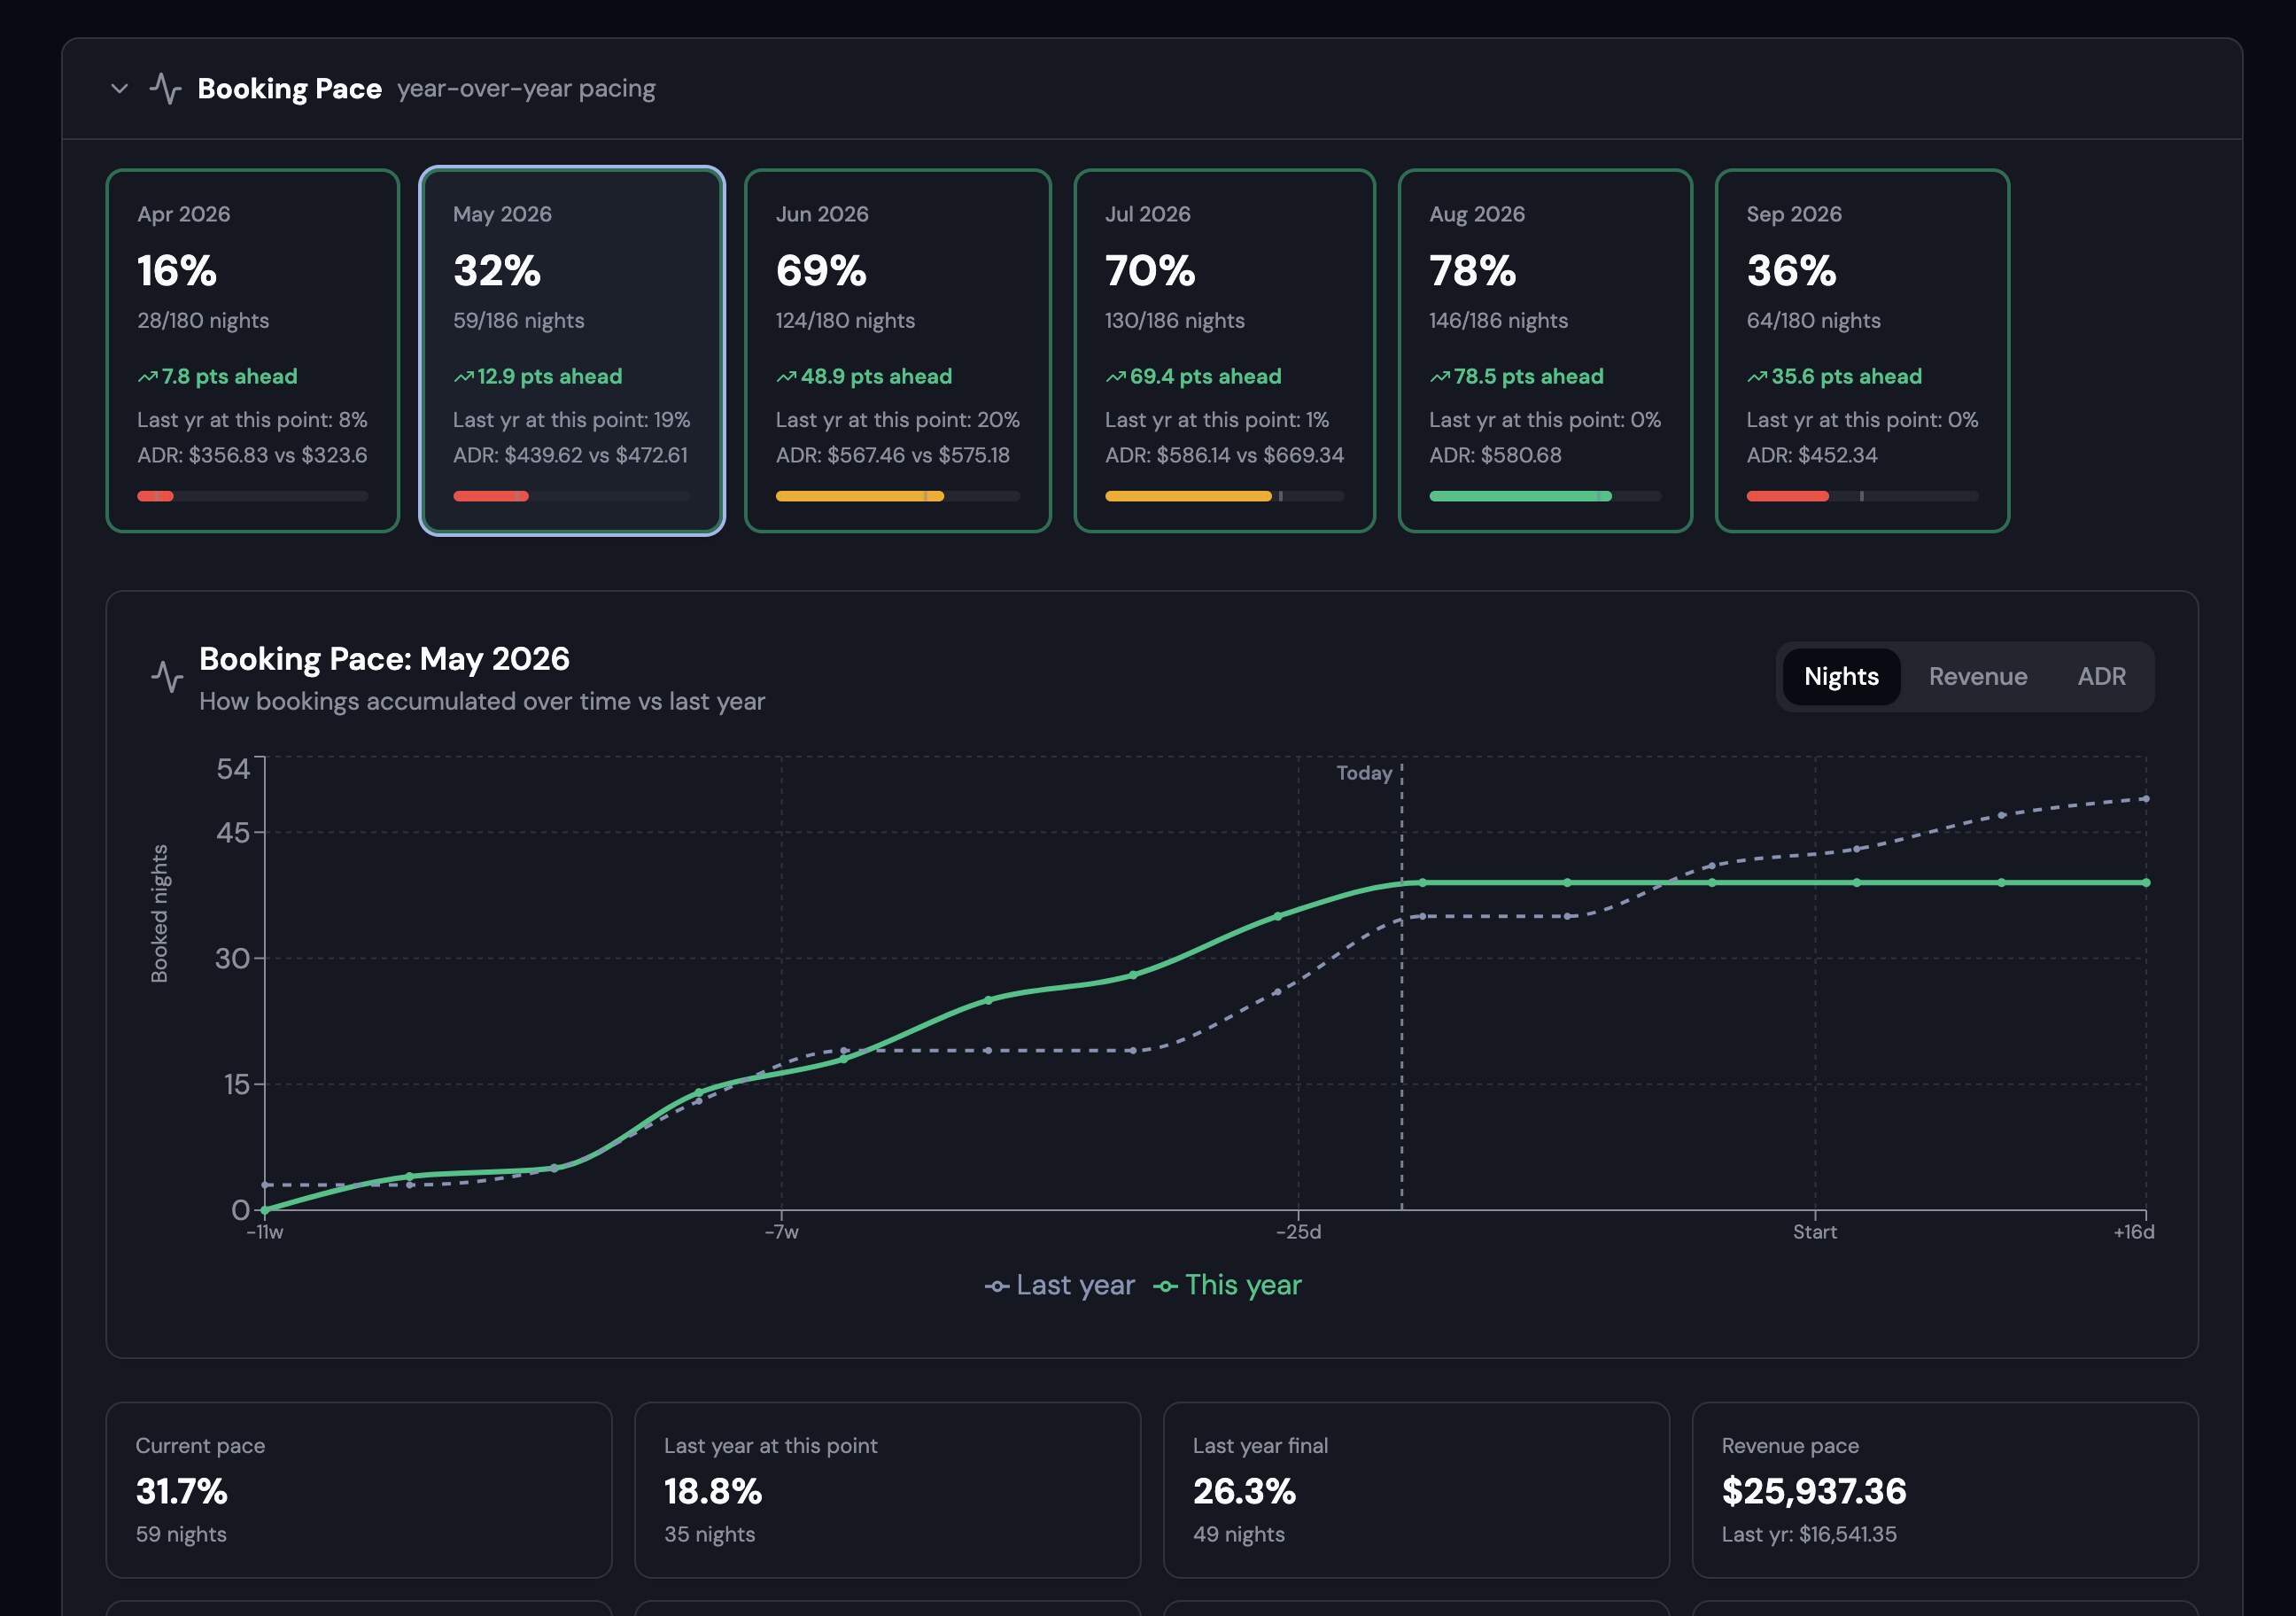 Booking Pace year-over-year pacing
Apr 2026
16%
28/180 nights
7.8 pts ahead
Last yr at this point: 8%
ADR: $356.83 vs $323.6
May 2026
32%
59/186 nights
12.9 pts ahead
Last yr at this point: 19%
ADR: $439.62 vs $472.61
Jun 2026
69%
124/180 nights
48.9 pts ahead
Last yr at this point: 20%
ADR: $567.46 vs $575.18
Jul 2026
70%
130/186 nights
69.4 pts ahead
Last yr at this point: 1%
ADR: $586.14 vs $669.34
Aug 2026
78%
146/186 nights
78.5 pts ahead
Last yr at this point: 0%
ADR: $580.68
Sep 2026
36%
64/180 nights
35.6 pts ahead
Last yr at this point: 0%
ADR: $452.34
Booking Pace: May 2026
How bookings accumulated over time vs last year
Nights Revenue ADR
Booked nights
54
45
30
15
0
Today
-11w -7w -25d Start +16d
Last year This year
Current pace
31.7%
59 nights
Last year at this point
18.8%
35 nights
Last year final
26.3%
49 nights
Revenue pace
$25,937.36
Last yr: $16,541.35